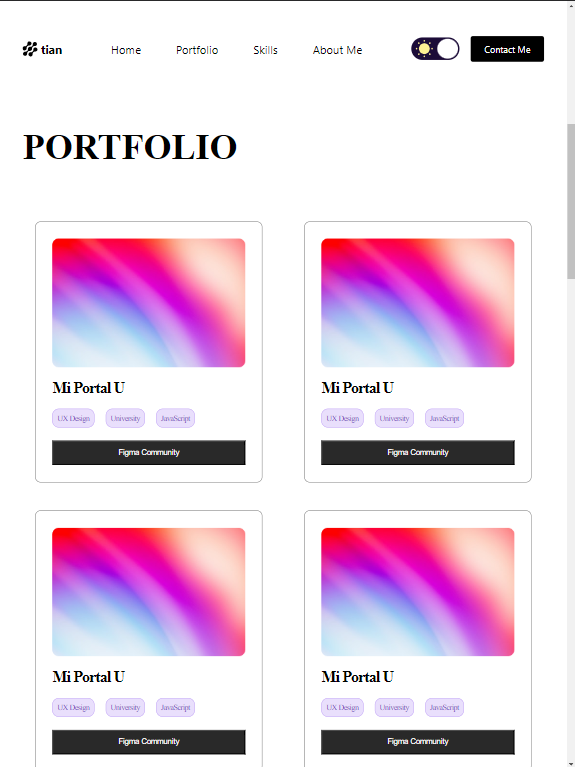 tian Home Portfolio Skills About Me Contact Me
PORTFOLIO
Mi Portal U
UX Design University JavaScript
Figma Community
Mi Portal U
UX Design University JavaScript
Figma Community
Mi Portal U
UX Design University JavaScript
Figma Community
Mi Portal U
UX Design University JavaScript
Figma Community